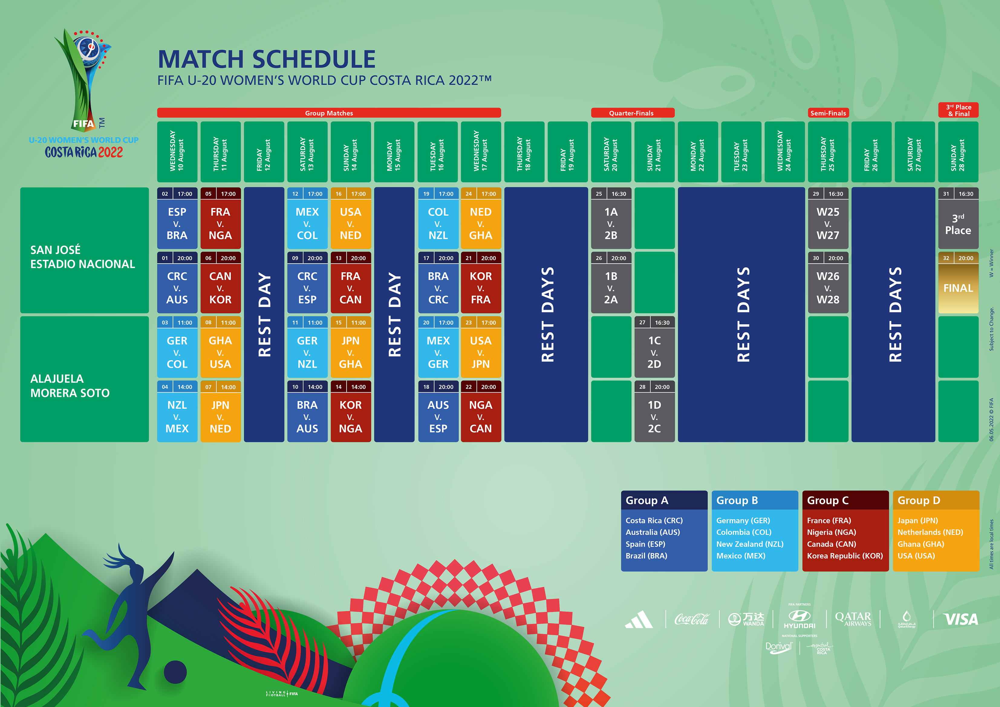 MATCH SCHEDULE
FIFA U-20 WOMEN'S WORLD CUP COSTA RICA 2022™
FIFA
TM
U-20 WOMEN'S WORLD CUP
COSTA RICA 2022
Group Matches
Quarter-Finals
Semi-Finals
3rd Place
& Final
WEDNESDAY
10 August
THURSDAY
11 August
FRIDAY
12 August
SATURDAY
13 August
SUNDAY
14 August
MONDAY
15 August
TUESDAY
16 August
WEDNESDAY
17 August
THURSDAY
18 August
FRIDAY
19 August
SATURDAY
20 August
SUNDAY
21 August
MONDAY
22 August
TUESDAY
23 August
WEDNESDAY
24 August
THURSDAY
25 August
FRIDAY
26 August
SATURDAY
27 August
SUNDAY
28 August
SAN JOSÉ
ESTADIO NACIONAL
02 17:00 05 17:00 12 17:00 16 17:00 19 17:00 24 17:00 25 16:30 29 16:30 31 16:30
ESP FRA MEX USA COL NED 1A W25 3rd
V. V. V. V. V. V. V. V.
BRA NGA COL NED NZL GHA 2B W27 Place
01 20:00 06 20:00 09 20:00 13 20:00 17 20:00 21 20:00 26 20:00 30 20:00 32 20:00
CRC CAN CRC FRA BRA KOR 1B W26
V. V. V. V. V. V. V. V. FINAL
AUS KOR ESP CAN CRC FRA 2A W28
REST DAY
REST DAY
REST DAYS
REST DAYS
REST DAYS
ALAJUELA
MORERA SOTO
03 11:00 08 11:00 11 11:00 15 11:00 20 17:00 23 17:00 27 16:30
GER GHA GER JPN MEX USA 1C
V. V. V. V. V. V. V.
COL USA NZL GHA GER JPN 2D
04 14:00 07 14:00 10 14:00 14 14:00 18 20:00 22 20:00 28 20:00
NZL JPN BRA KOR AUS NGA 1D
V. V. V. V. V. V. V.
MEX NED AUS NGA ESP CAN 2C
W = Winner
Subject to Change.
06.05.2022 © FIFA
Group A
Costa Rica (CRC)
Australia (AUS)
Spain (ESP)
Brazil (BRA)
Group B
Germany (GER)
Colombia (COL)
New Zealand (NZL)
Mexico (MEX)
Group C
France (FRA)
Nigeria (NGA)
Canada (CAN)
Korea Republic (KOR)
Group D
Japan (JPN)
Netherlands (NED)
Ghana (GHA)
USA (USA)
All times are local times
FIFA PARTNERS
Coca-Cola
万达
WANDA
HYUNDAI
QATAR
AIRWAYS
قطر للطاقة
QatarEnergy
VISA
NATIONAL SUPPORTERS
Dorival
essential
COSTA
RICA
LIVING
FOOTBALL
FIFA